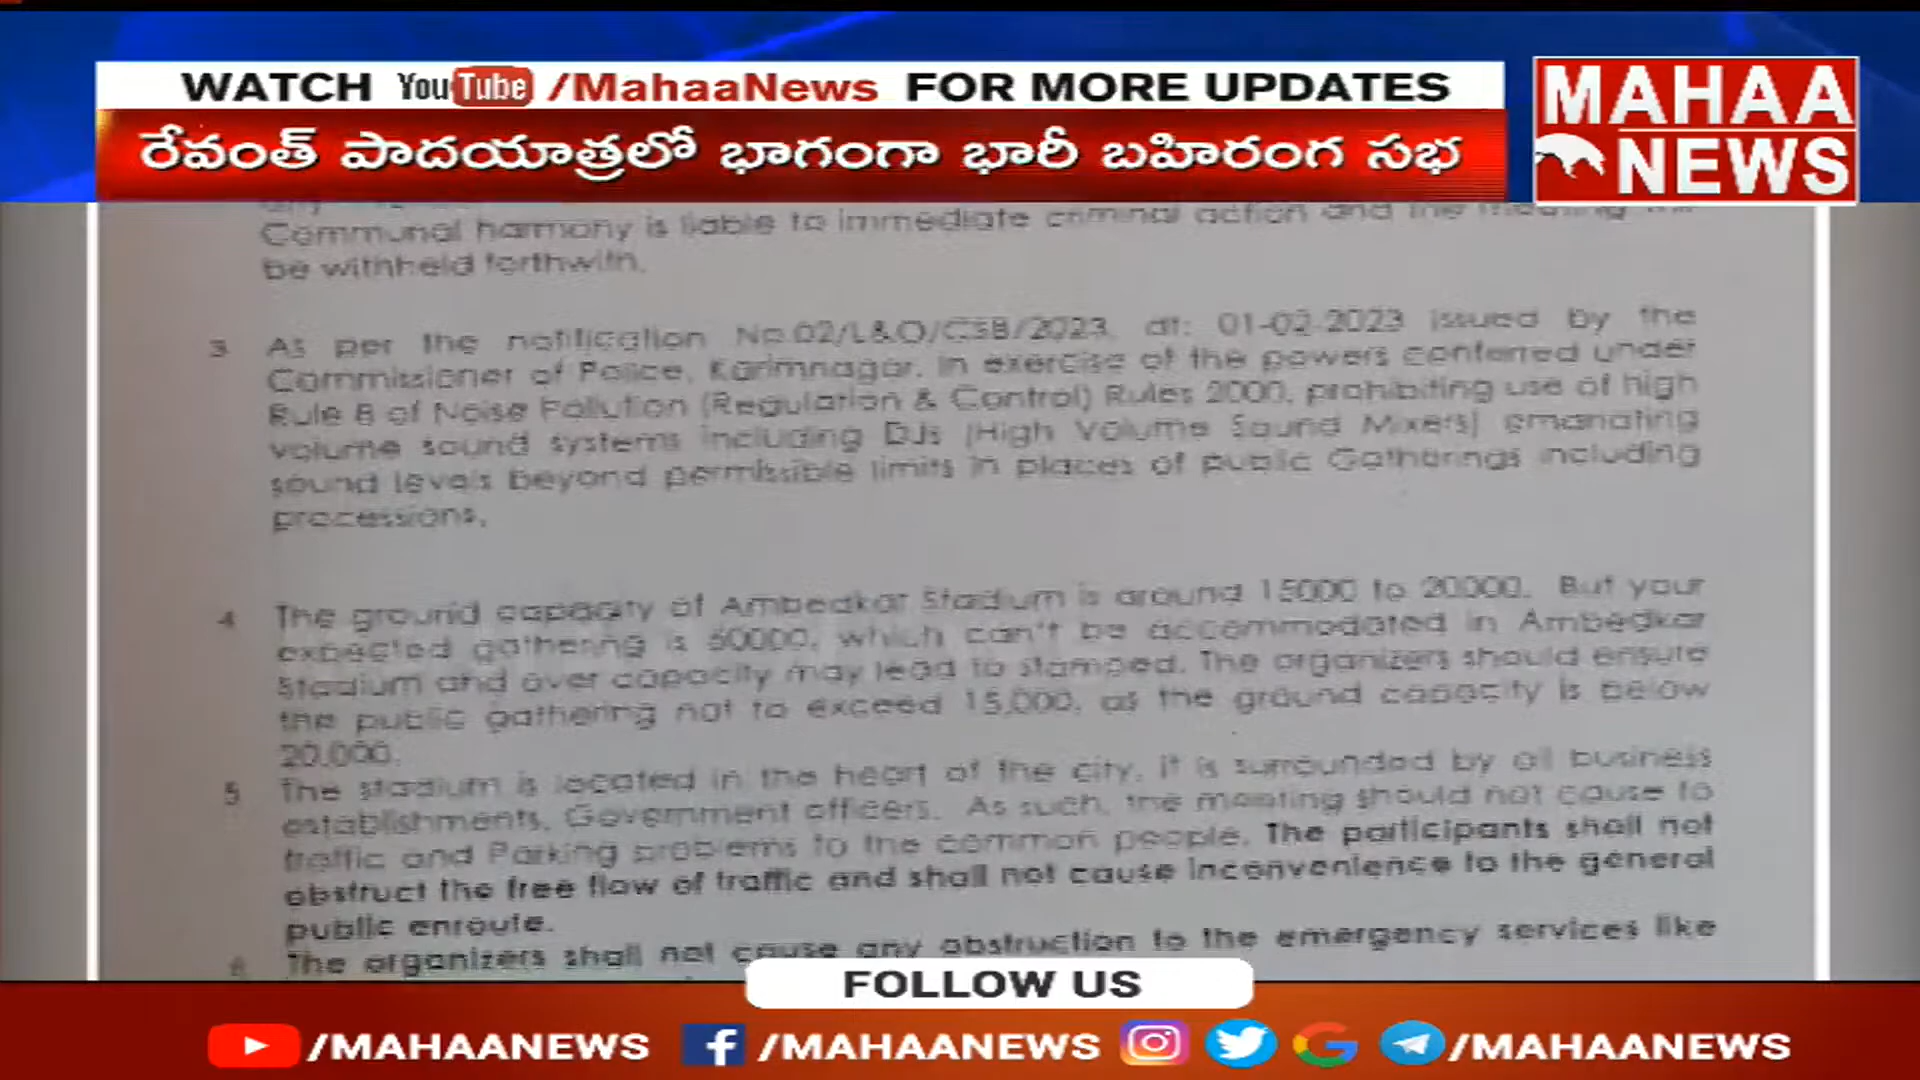 WATCH YouTube /MahaaNews FOR MORE UPDATES
MAHAA
NEWS
రేవంత్ పాదయాత్రలో భాగంగా భారీ బహిరంగ సభ
any
Communal harmony is liable to immediate criminal action and the meeting
be withheld forthwith.
3 As per the notification No.02/L&O/CSB/2023, dt: 01-02-2023 issued by the
Commissioner of Police, Karimnagar, in exercise of the powers conferred under
Rule 8 of Noise Pollution (Regulation & Control) Rules 2000, prohibiting use of high
volume sound systems including DJs (High Volume Sound Mixers) emanating
sound levels beyond permissible limits in places of public Gatherings including
processions.
4 The ground capacity of Ambedkar Stadium is around 15000 to 20000. But your
expected gathering is 60000, which can't be accommodated in Ambedkar
Stadium and over capacity may lead to stamped. The organizers should ensure
the public gathering not to exceed 15,000, as the ground capacity is below
20,000.
5 The stadium is located in the heart of the city, it is surrounded by all business
establishments, Government officers. As such, the meeting should not cause to
traffic and Parking problems to the common people. The participants shall not
obstruct the free flow of traffic and shall not cause inconvenience to the general
public enroute.
6 The organizers shall not cause any obstruction to the emergency services like
FOLLOW US
/MAHAANEWS /MAHAANEWS /MAHAANEWS